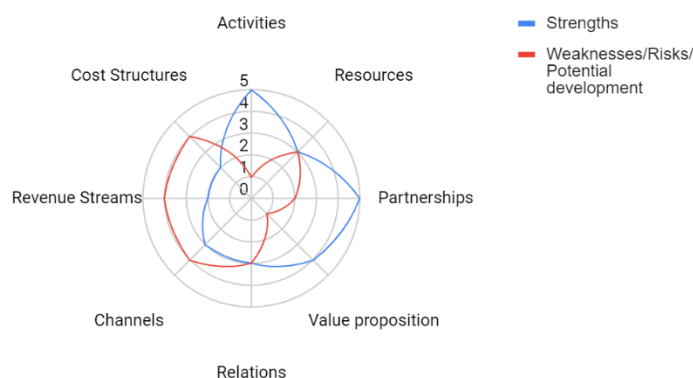 Activities
Strengths
Weaknesses/Risks/
Potential
development
Cost Structures
Resources
5
4
3
2
1
0
Revenue Streams
Partnerships
Channels
Value proposition
Relations